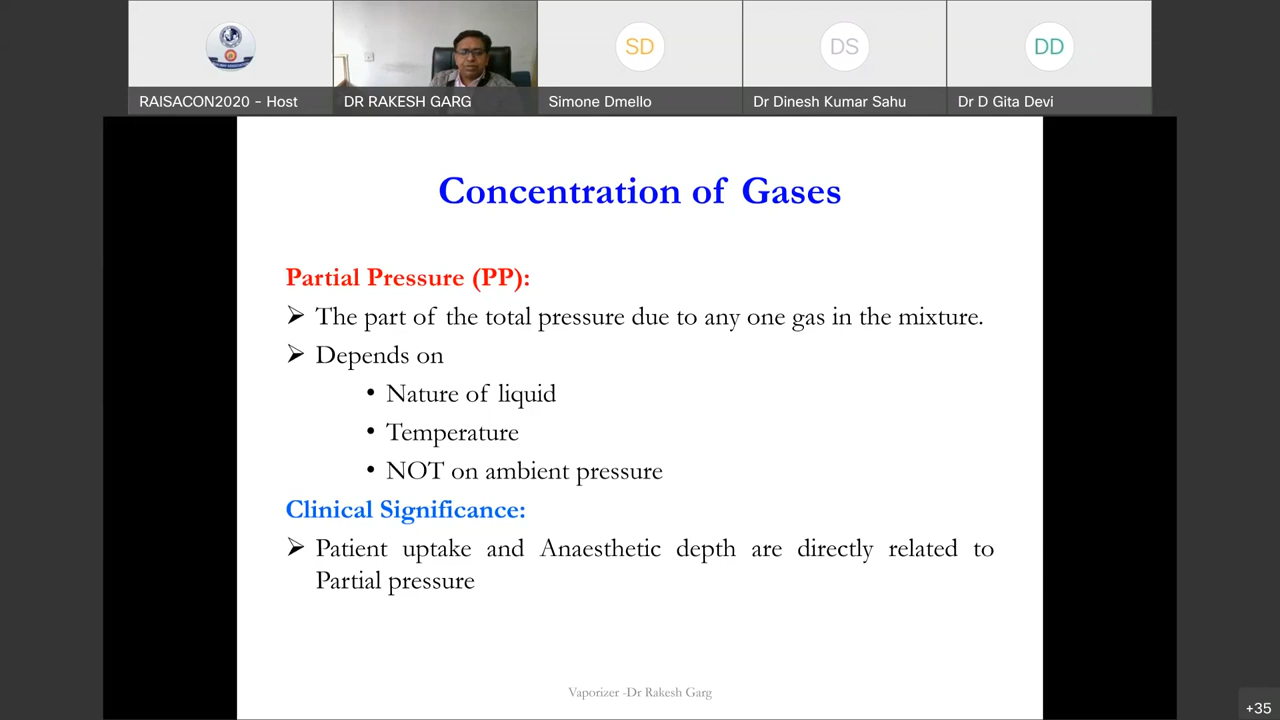 SD
DS
DD
RAISACON2020 - Host
DR RAKESH GARG
Simone Dmello
Dr Dinesh Kumar Sahu
Dr D Gita Devi
Concentration of Gases
Partial Pressure (PP):
➢ The part of the total pressure due to any one gas in the mixture.
➢ Depends on
• Nature of liquid
• Temperature
• NOT on ambient pressure
Clinical Significance:
➢ Patient uptake and Anaesthetic depth are directly related to
Partial pressure
Vaporizer -Dr Rakesh Garg
+35